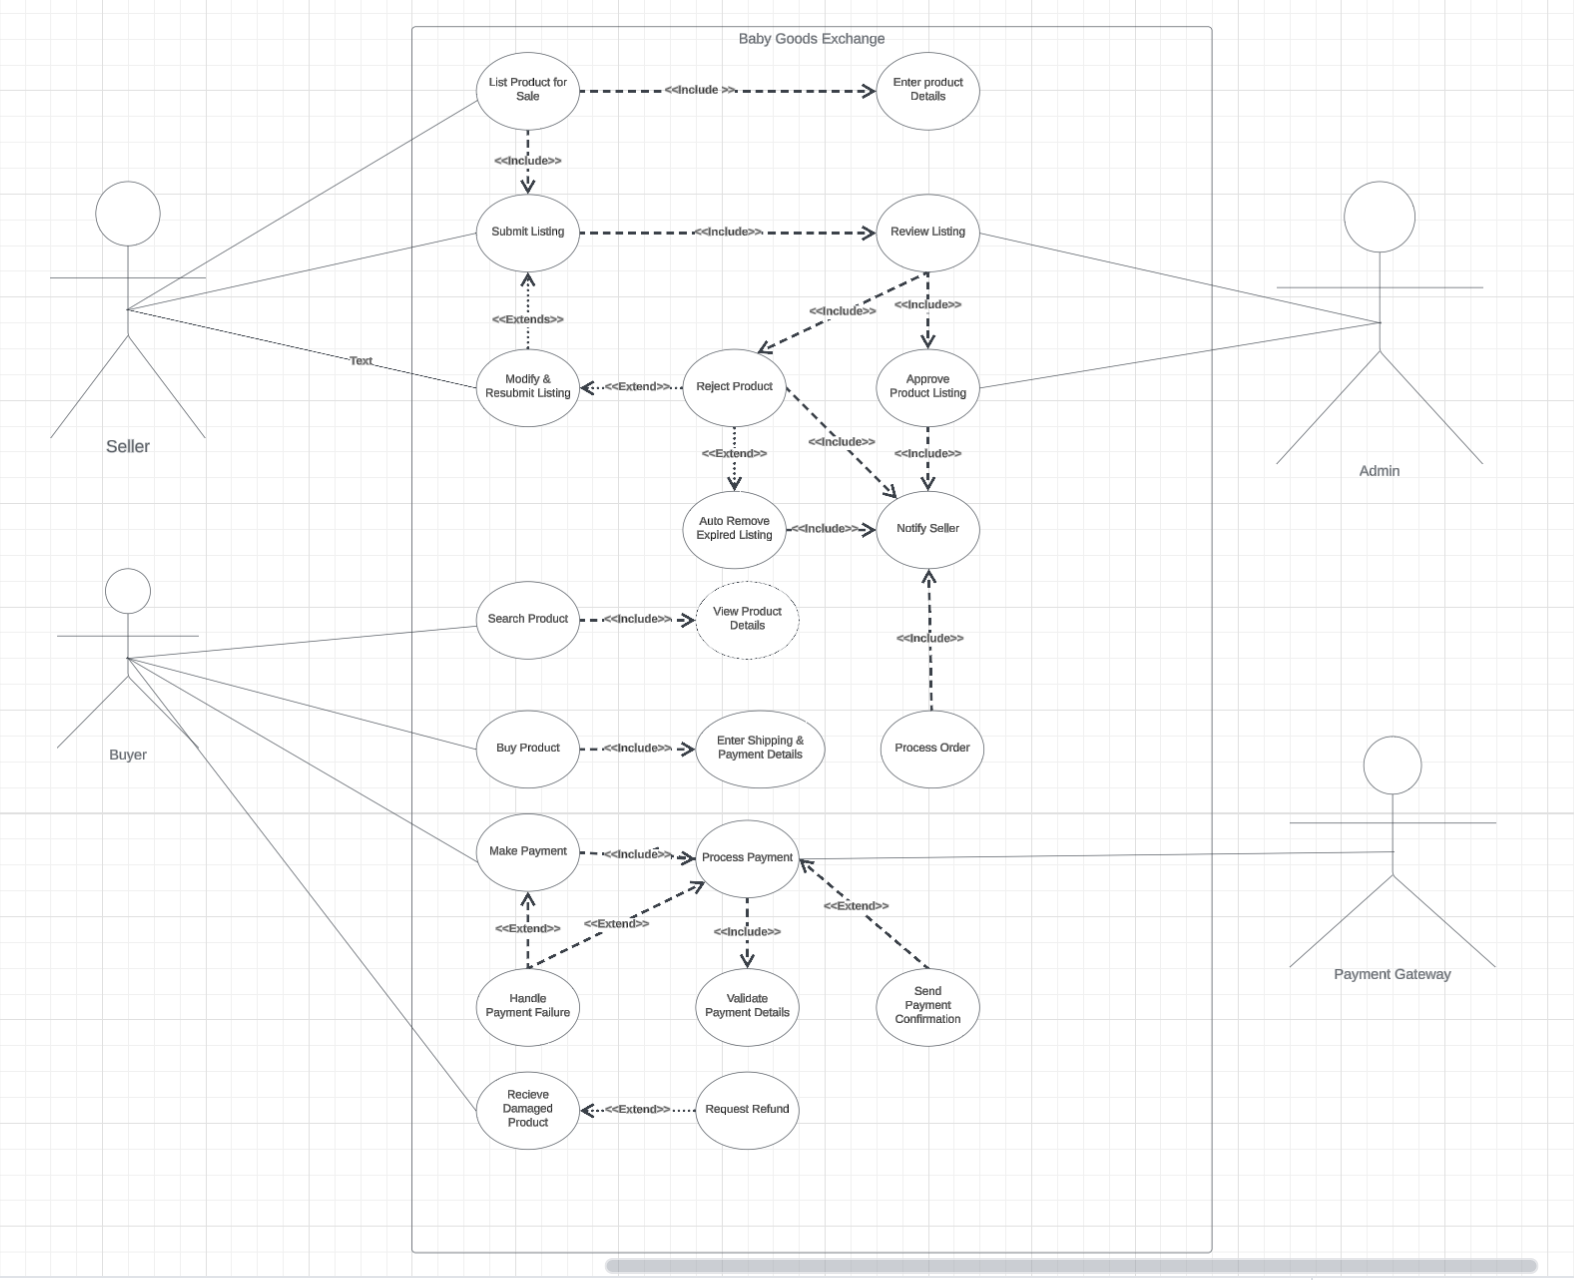 Baby Goods Exchange
List Product for
Sale
<<Include >>
Enter product
Details
<<Include>>
Submit Listing
<<Include>>
Review Listing
<<Include>>
<<Include>>
<<Extends>>
Text
Modify &
Resubmit Listing
<<Extend>>
Reject Product
Approve
Product Listing
Seller
Admin
<<Include>>
<<Extend>>
<<Include>>
Auto Remove
Expired Listing
<<Include>>
Notify Seller
Search Product
<<Include>>
View Product
Details
<<Include>>
Buyer
Buy Product
<<Include>>
Enter Shipping &
Payment Details
Process Order
Make Payment
<<Include>>
Process Payment
<<Extend>>
<<Extend>>
<<Extend>>
<<Include>>
Payment Gateway
Handle
Payment Failure
Validate
Payment Details
Send
Payment
Confirmation
Recieve
Damaged
Product
<<Extend>>
Request Refund